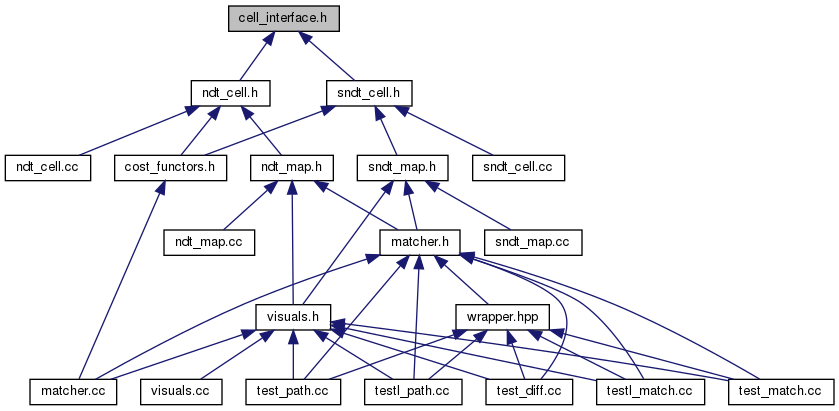 cell_interface.h
ndt_cell.h
sndt_cell.h
ndt_cell.cc
cost_functors.h
ndt_map.h
sndt_map.h
sndt_cell.cc
ndt_map.cc
matcher.h
sndt_map.cc
visuals.h
wrapper.hpp
matcher.cc
visuals.cc
test_path.cc
testl_path.cc
test_diff.cc
testl_match.cc
test_match.cc